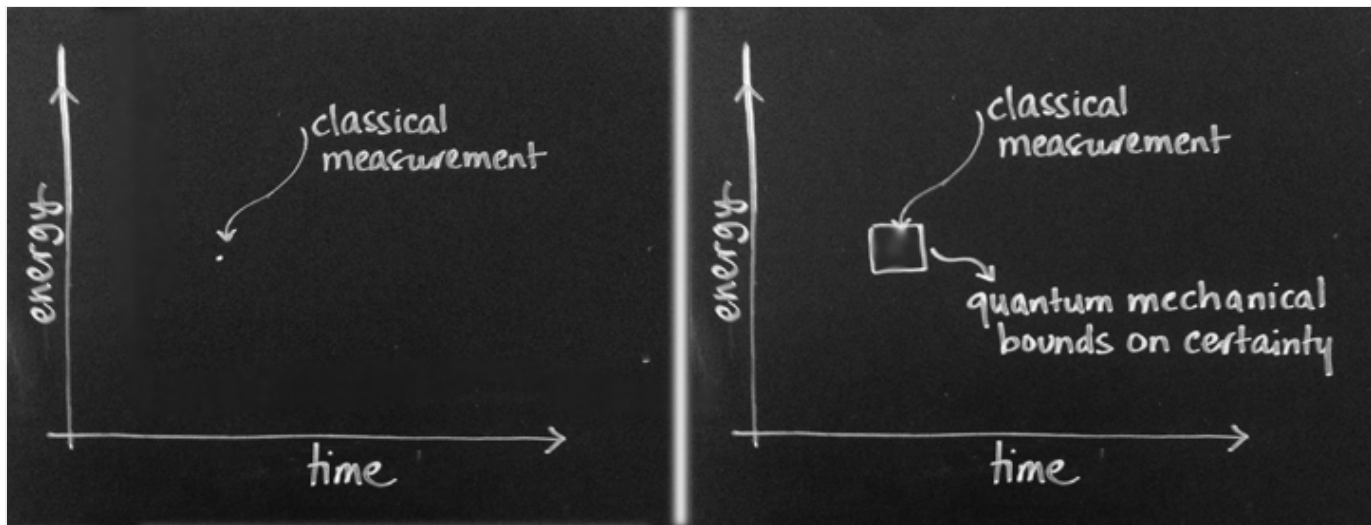 classical
measurement
energy
time
classical
measurement
energy
quantum mechanical
bounds on certainty
time